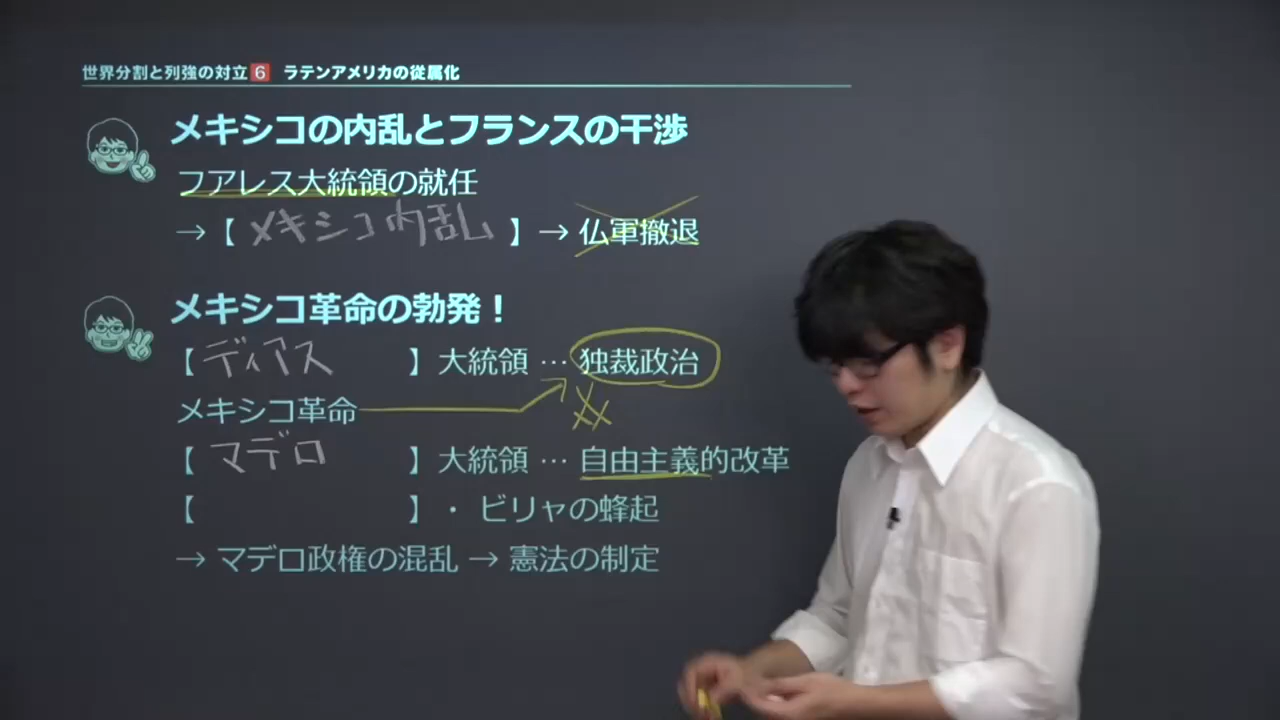 世界分割と列強の対立 6 ラテンアメリカの従属化
メキシコの内乱とフランスの干渉
フアレス大統領の就任
→【 メキシコ内乱 】→ 仏軍撤退
メキシコ革命の勃発！
【 ディアス 】大統領 … 独裁政治
メキシコ革命
【 マデロ 】大統領 … 自由主義的改革
【 】・ ビリャの蜂起
→ マデロ政権の混乱 → 憲法の制定